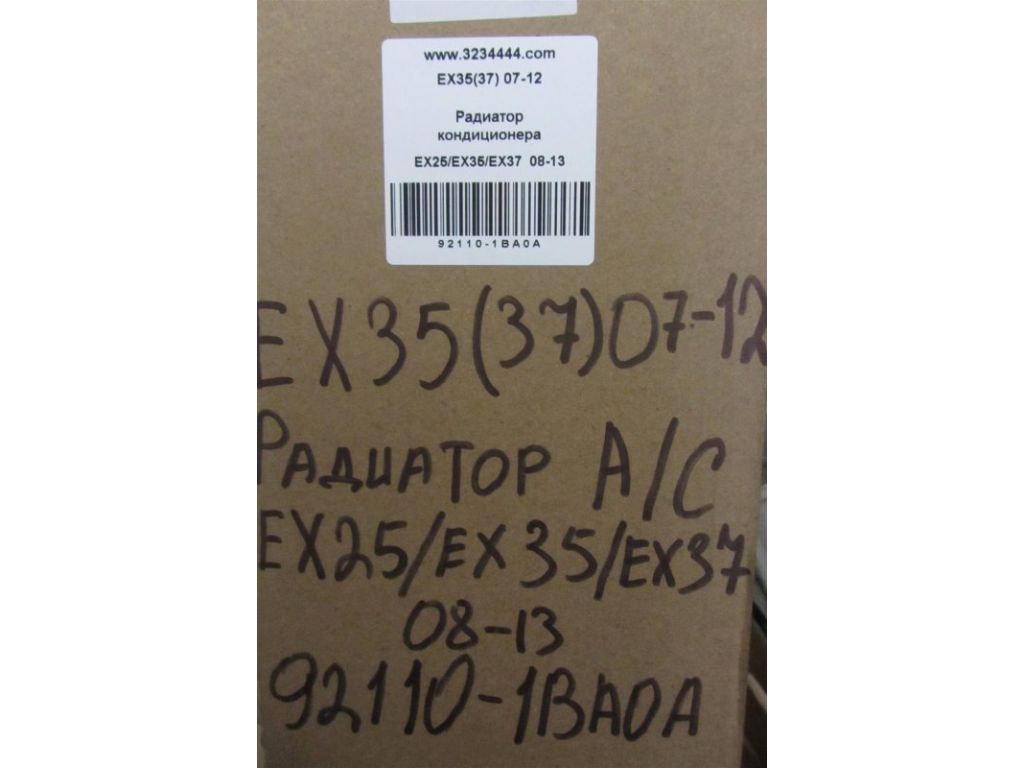 www.3234444.com
EX35(37) 07-12
Радиатор
кондиционера
EX25/EX35/EX37 08-13
92110-1BA0A
EX35(37)07-12
РАДИАТОР A/C
EX25/EX35/EX37
08-13
92110-1BA0A